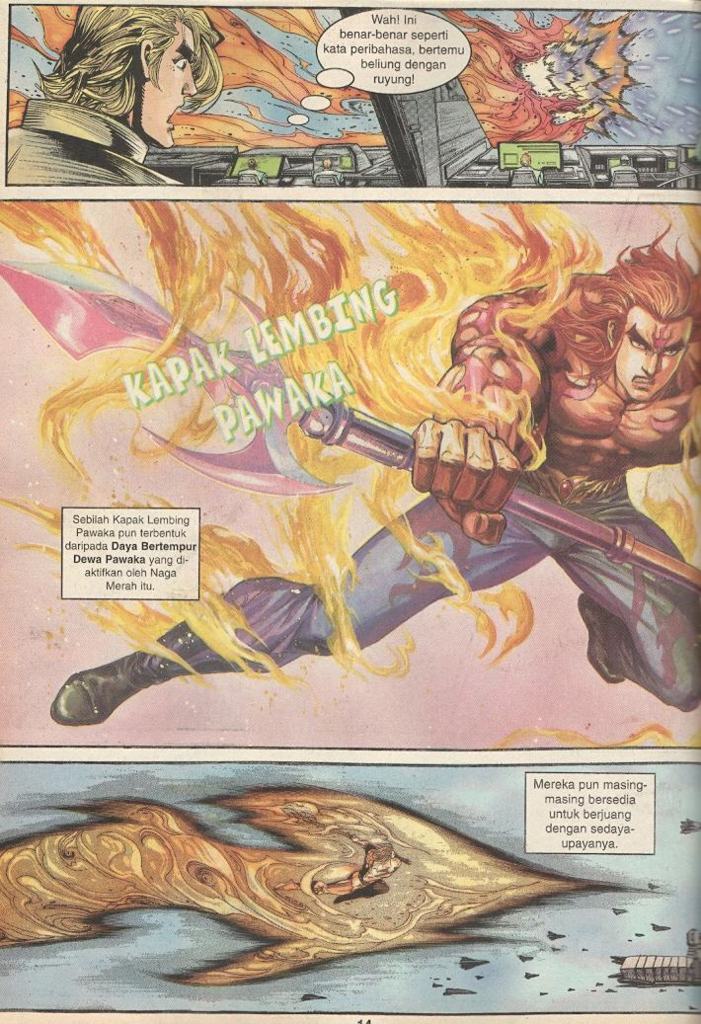 Wah! Ini
benar-benar seperti
kata peribahasa, bertemu
beliung dengan
ruyung!
KAPAK LEMBING
PAWAKA
Sebilah Kapak Lembing
Pawaka pun terbentuk
daripada Daya Bertempur
Dewa Pawaka yang di-
aktifkan oleh Naga
Merah itu.
Mereka pun masing-
masing bersedia
untuk berjuang
dengan sedaya-
upayanya.